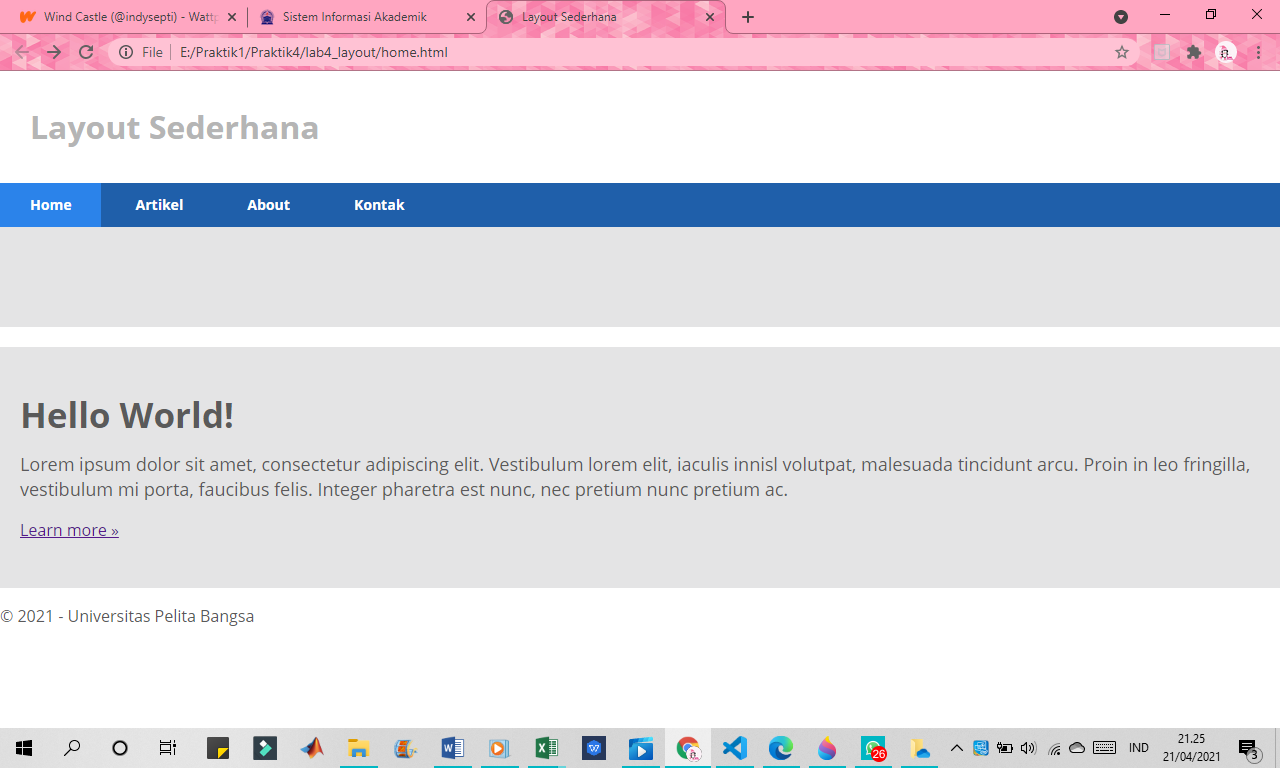 Wind Castle (@indysepti) - Wattp
Sistem Informasi Akademik
Layout Sederhana
File
E:/Praktik1/Praktik4/lab4_layout/home.html
Layout Sederhana
Home Artikel About Kontak
Hello World!
Lorem ipsum dolor sit amet, consectetur adipiscing elit. Vestibulum lorem elit, iaculis innisl volutpat, malesuada tincidunt arcu. Proin in leo fringilla,
vestibulum mi porta, faucibus felis. Integer pharetra est nunc, nec pretium nunc pretium ac.
Learn more »
© 2021 - Universitas Pelita Bangsa
26
IND
21.25
21/04/2021
3